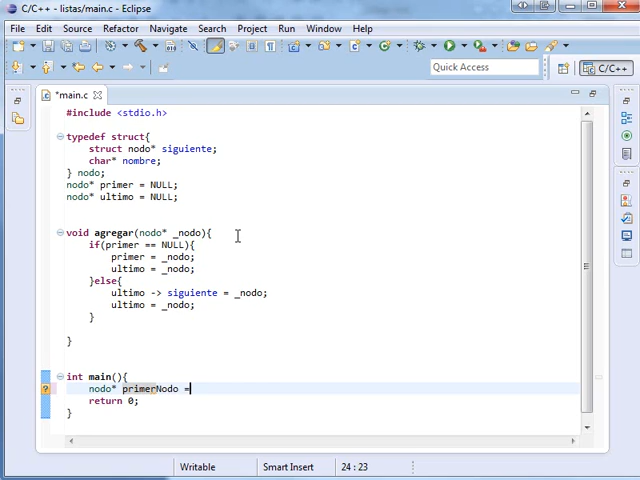 C/C++ - listas/main.c - Eclipse
File Edit Source Refactor Navigate Search Project Run Window Help
Quick Access
C/C++
*main.c
#include <stdio.h>
typedef struct{
struct nodo* siguiente;
char* nombre;
} nodo;
nodo* primer = NULL;
nodo* ultimo = NULL;
void agregar(nodo* _nodo){
if(primer == NULL){
primer = _nodo;
ultimo = _nodo;
}else{
ultimo -> siguiente = _nodo;
ultimo = _nodo;
}
}
int main(){
nodo* primerNodo =
return 0;
}
Writable Smart Insert 24 : 23